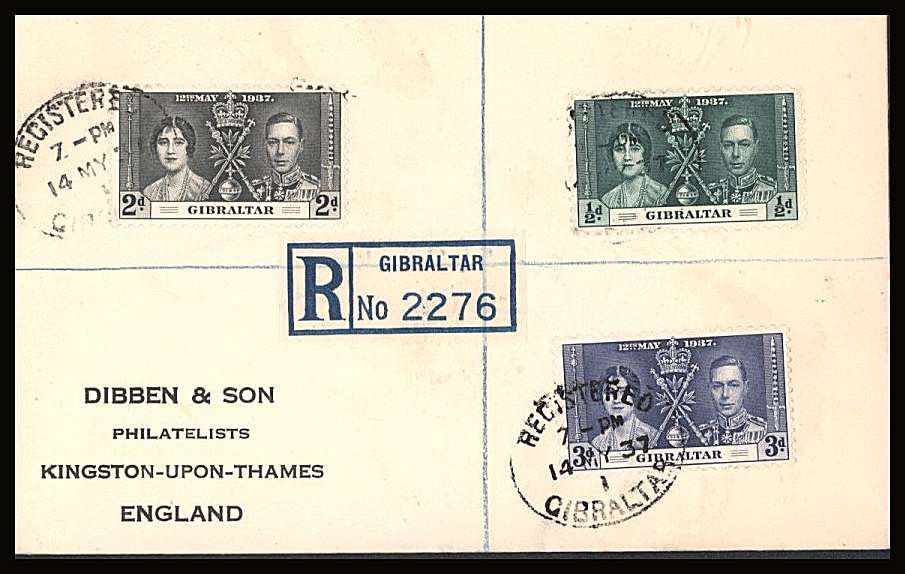 REGISTERE
7 - PM
14 MY
12TH MAY 1937.
2d 2d
GIBRALTAR
12TH MAY 1937.
½d ½d
GIBRALTAR
R
GIBRALTAR
No 2276
12TH MAY 1937.
3d 3d
GIBRALTAR
REGISTERED
7 - PM
14 MY 37
1
GIBRALTAR
DIBBEN & SON
PHILATELISTS
KINGSTON-UPON-THAMES
ENGLAND